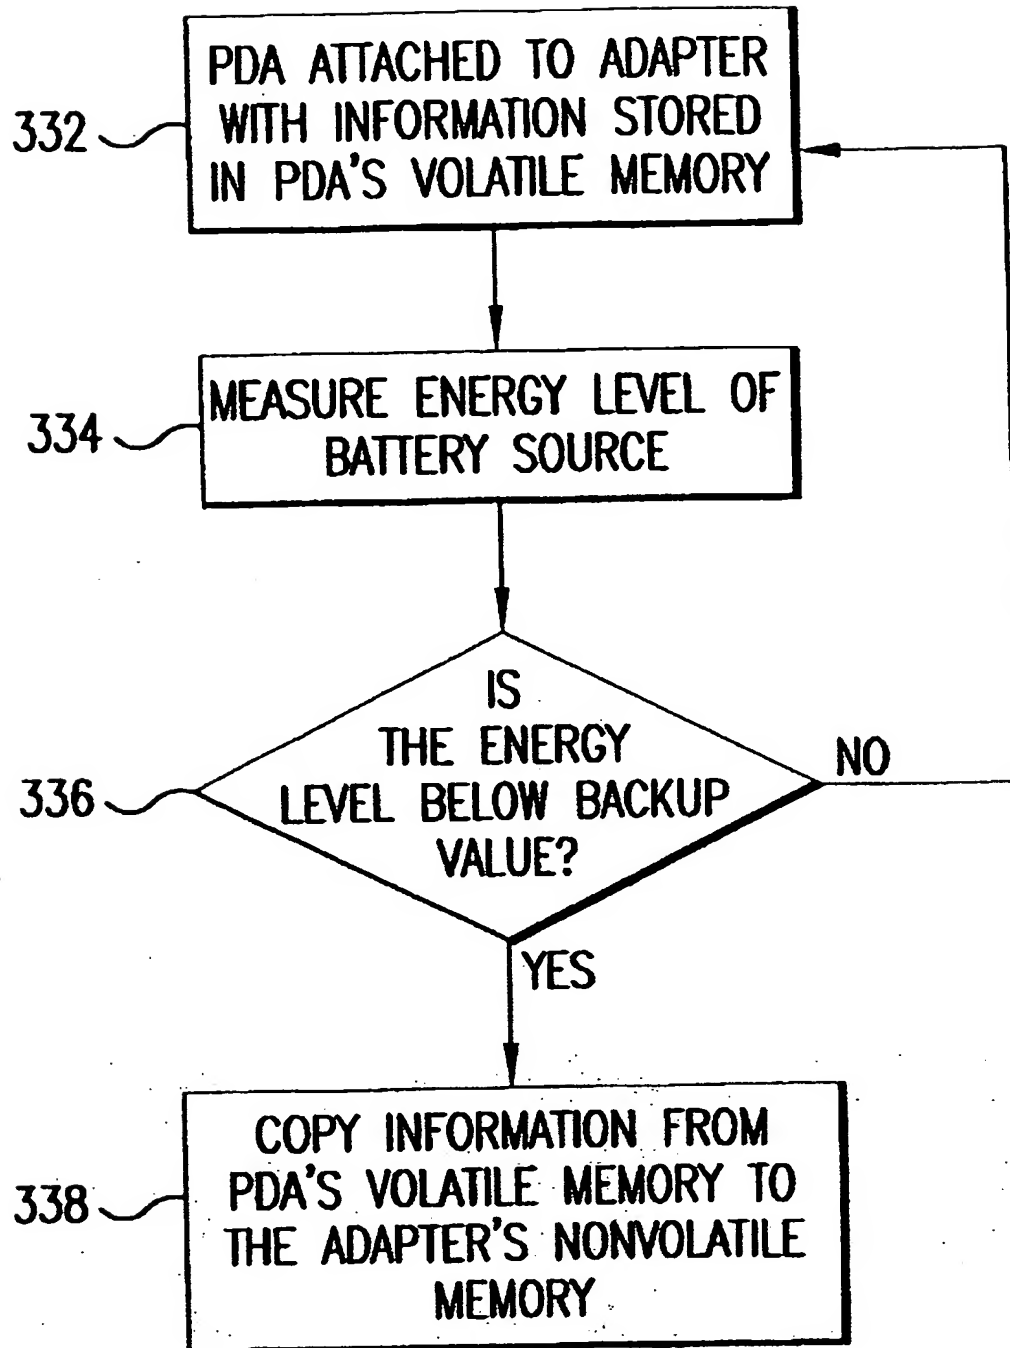 332
PDA ATTACHED TO ADAPTER
WITH INFORMATION STORED
IN PDA'S VOLATILE MEMORY
334
MEASURE ENERGY LEVEL OF
BATTERY SOURCE
336
IS
THE ENERGY
LEVEL BELOW BACKUP
VALUE?
NO
YES
338
COPY INFORMATION FROM
PDA'S VOLATILE MEMORY TO
THE ADAPTER'S NONVOLATILE
MEMORY